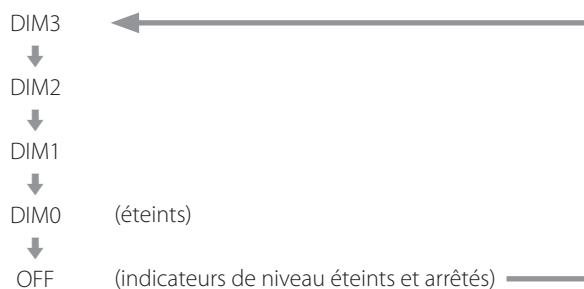 DIM3
DIM2
DIM1
DIM0 (éteints)
OFF (indicateurs de niveau éteints et arrêtés)